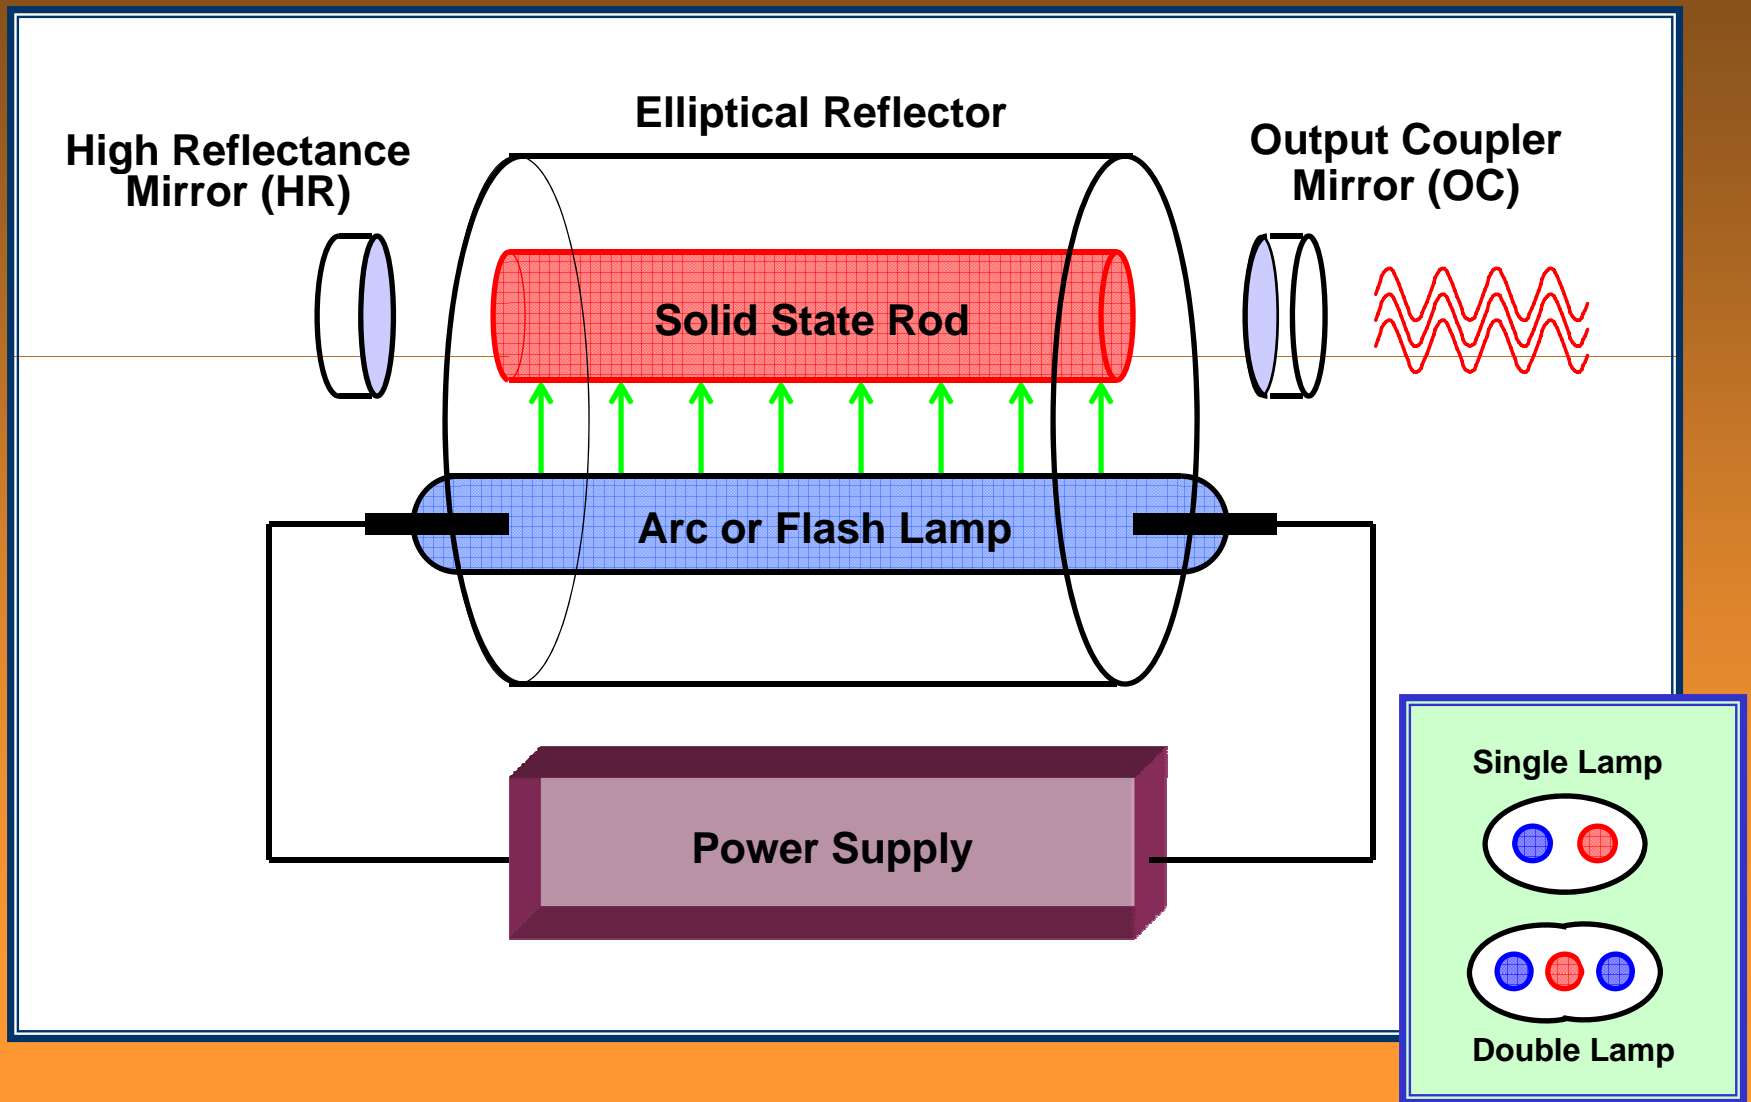 Elliptical Reflector
High Reflectance
Mirror (HR)
Output Coupler
Mirror (OC)
Solid State Rod
Arc or Flash Lamp
Power Supply
Single Lamp
Double Lamp